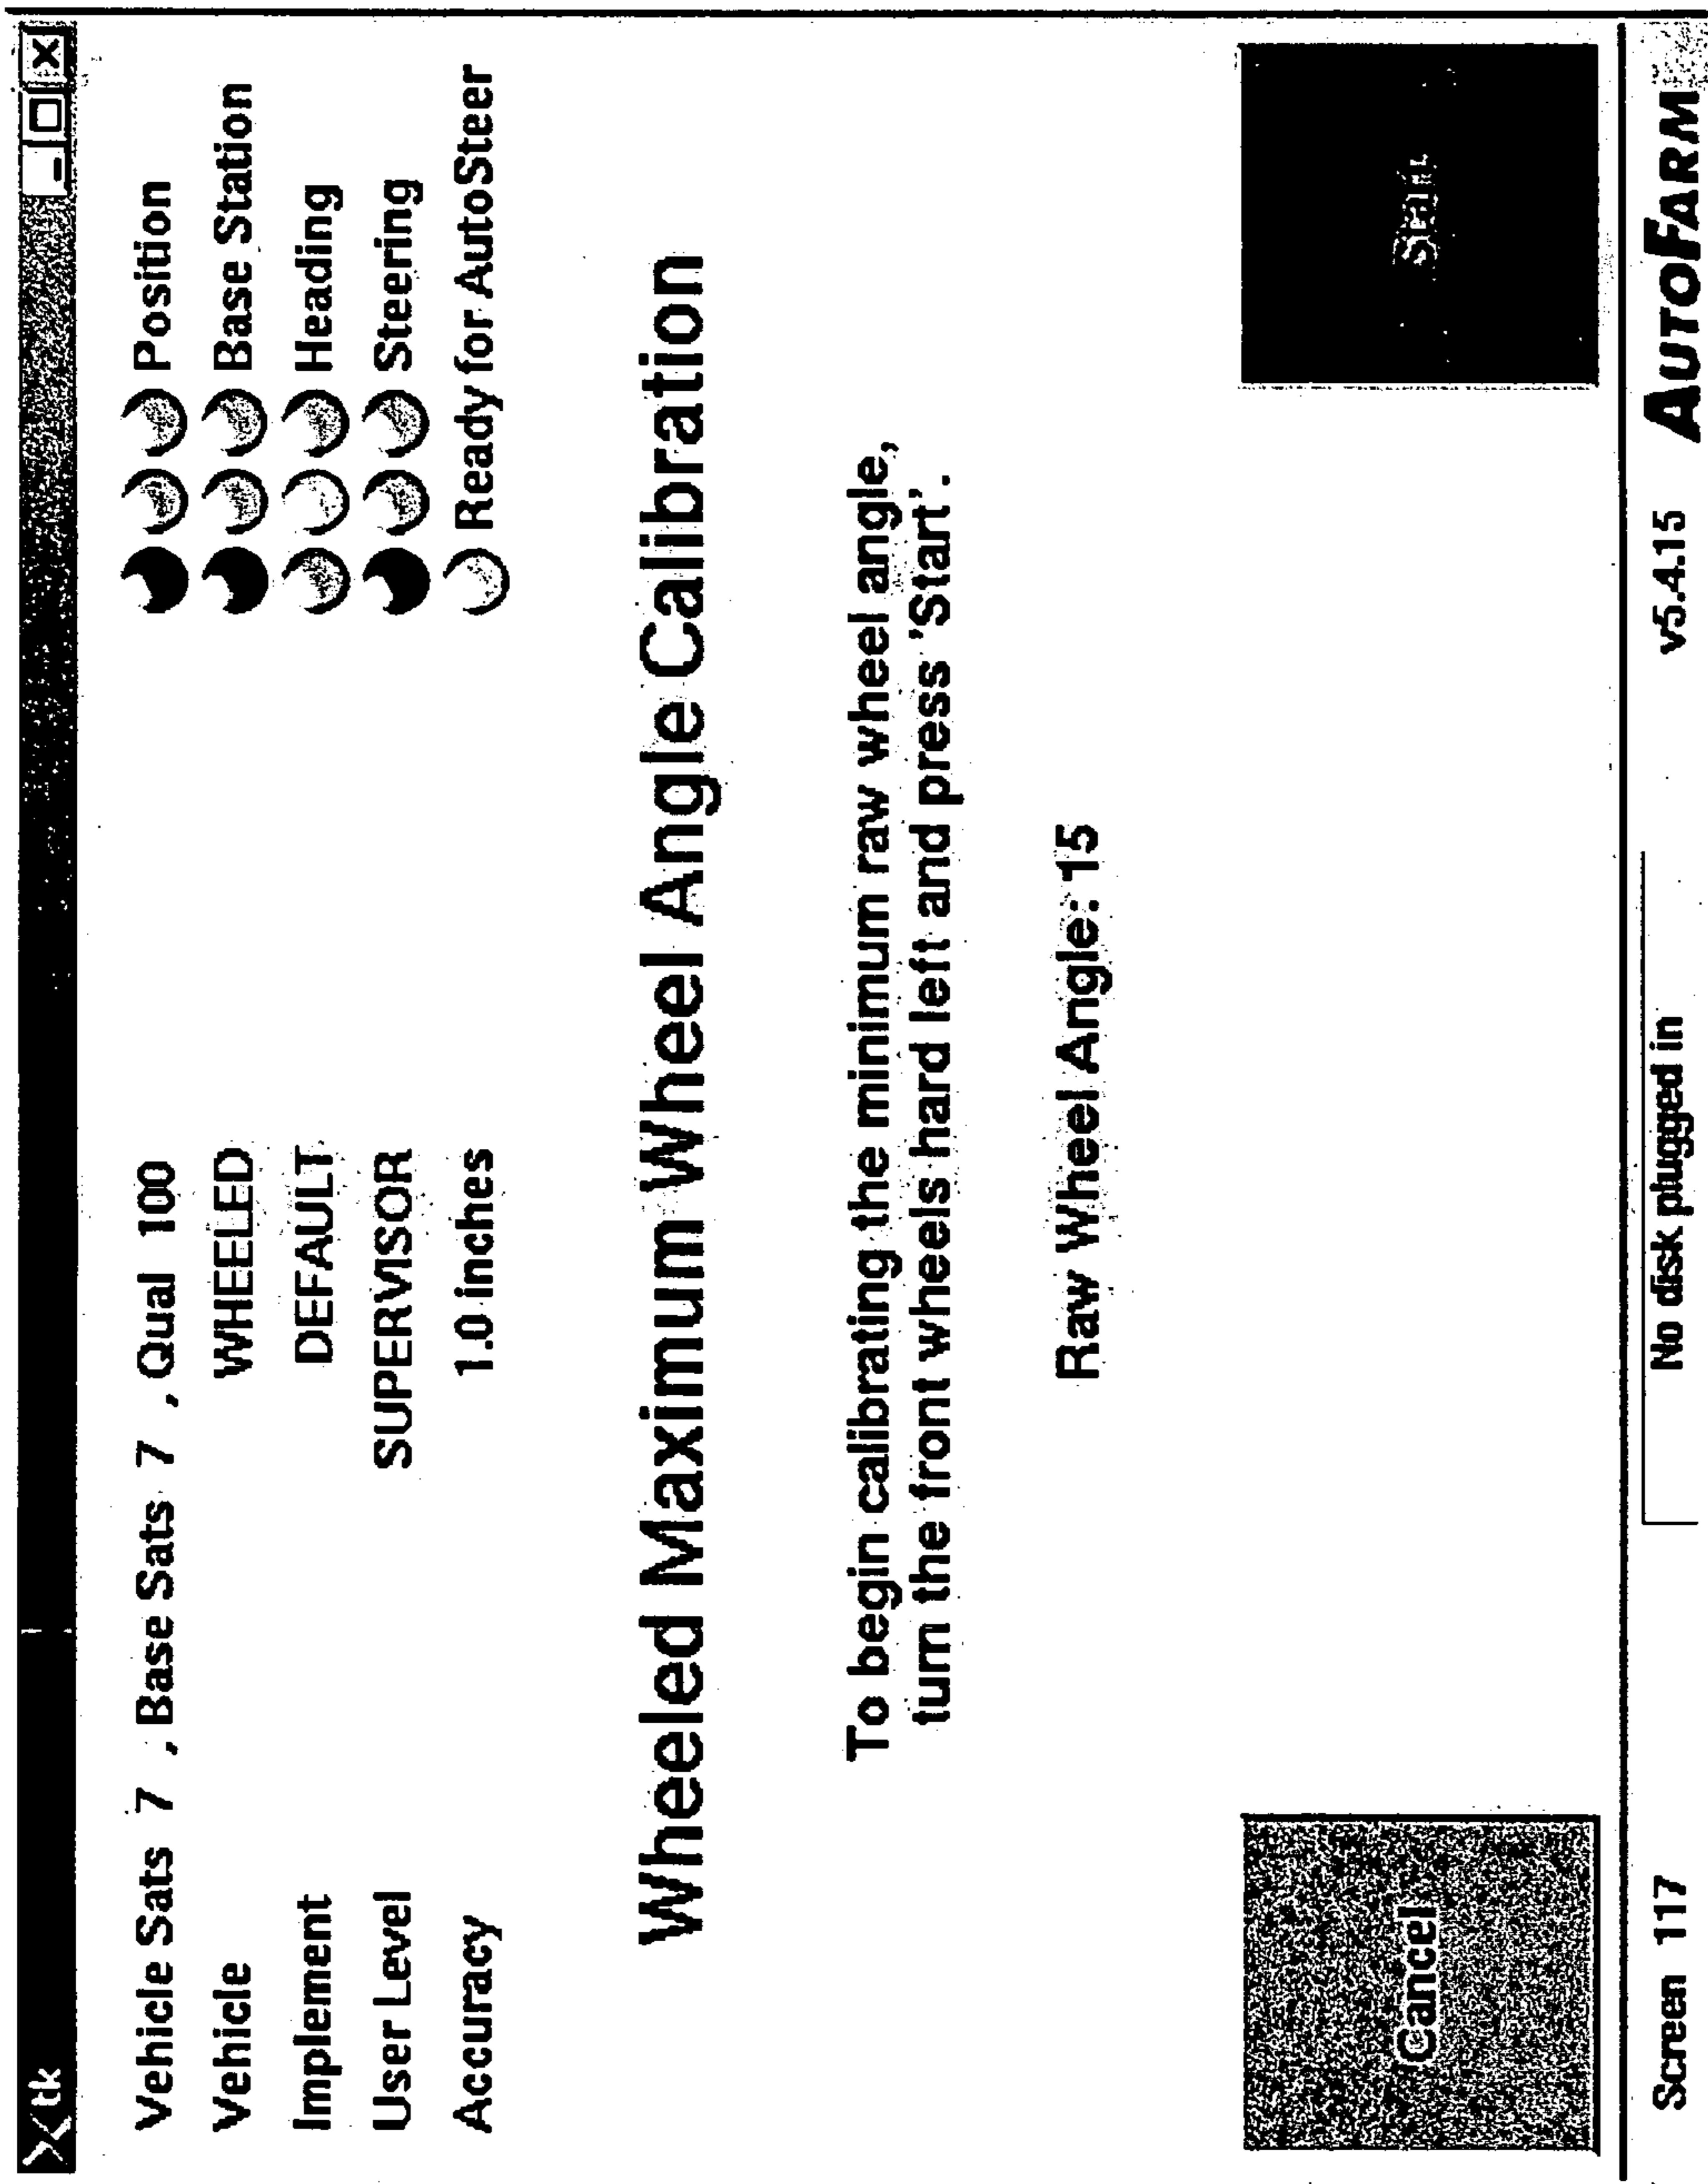 tk
Vehicle Sats 7 , Base Sats 7 , Qual 100 Position
Vehicle WHEELED Base Station
Implement DEFAULT Heading
User Level SUPERVISOR Steering
Accuracy 1.0 inches Ready for AutoSteer
Wheeled Maximum Wheel Angle Calibration
To begin calibrating the minimum raw wheel angle,
turn the front wheels hard left and press 'Start'.
Raw Wheel Angle: 15
Cancel Start
Screen 117 No disk plugged in v5.4.15 AUTOFARM